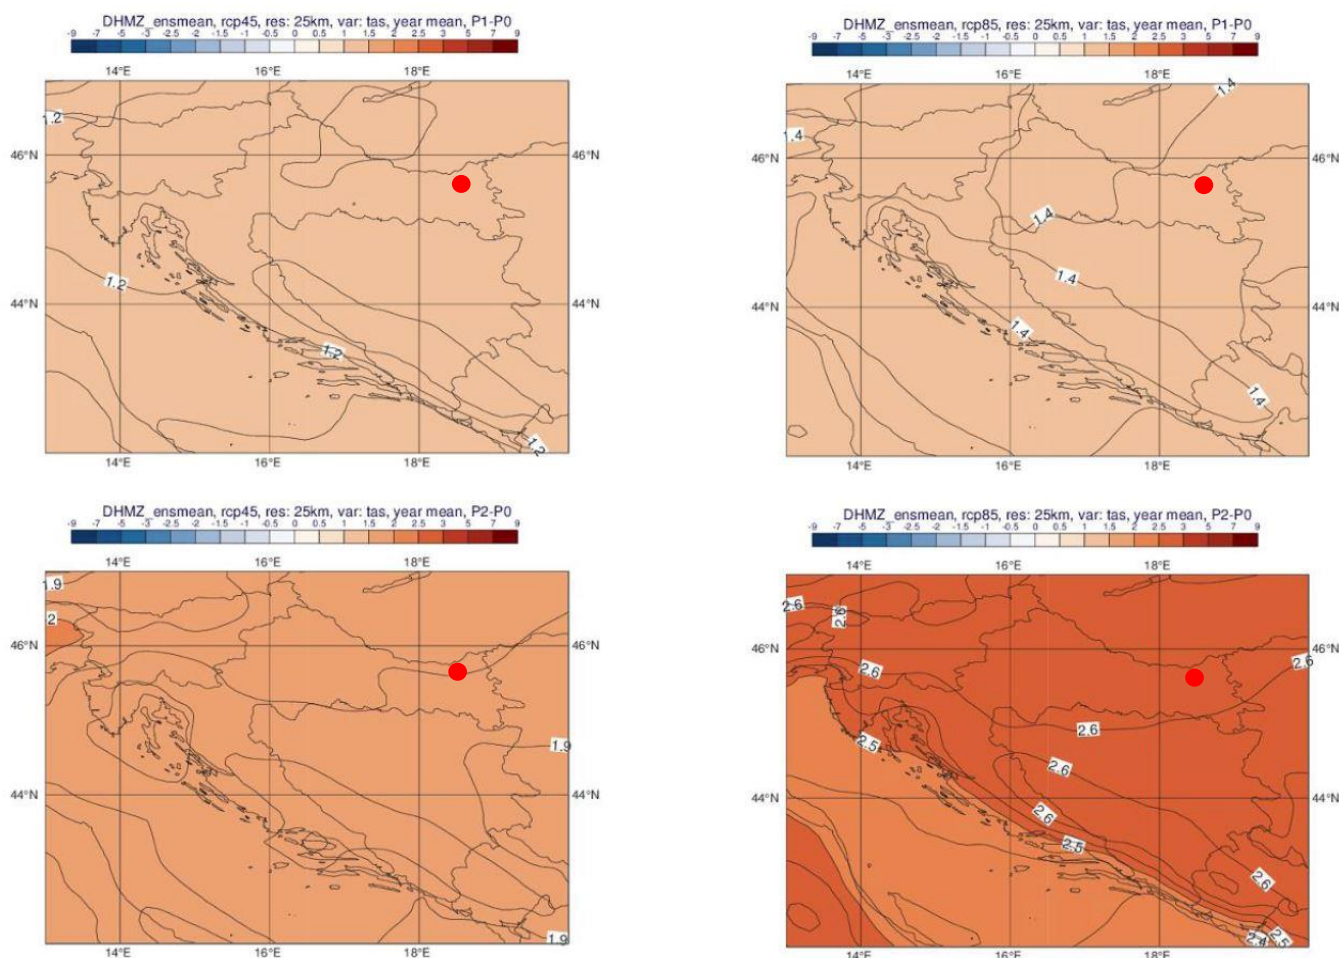 DHMZ_ensmean, rcp45, res: 25km, var: tas, year mean, P1-P0
-9 -7 -5 -3 -2.5 -2 -1.5 -1 -0.5 0 0.5 1 1.5 2 2.5 3 5 7 9
14°E 16°E 18°E
1.2
46°N 46°N
1.2
44°N 44°N
1.2
1.2
14°E 16°E 18°E
DHMZ_ensmean, rcp85, res: 25km, var: tas, year mean, P1-P0
-9 -7 -5 -3 -2.5 -2 -1.5 -1 -0.5 0 0.5 1 1.5 2 2.5 3 5 7 9
14°E 16°E 18°E
1.4
1.4
46°N 46°N
1.4
1.4
44°N 44°N
1.4
1.4
14°E 16°E 18°E
DHMZ_ensmean, rcp45, res: 25km, var: tas, year mean, P2-P0
-9 -7 -5 -3 -2.5 -2 -1.5 -1 -0.5 0 0.5 1 1.5 2 2.5 3 5 7 9
14°E 16°E 18°E
1.9
2
46°N 46°N
1.9
44°N 44°N
1.9
14°E 16°E 18°E
DHMZ_ensmean, rcp85, res: 25km, var: tas, year mean, P2-P0
-9 -7 -5 -3 -2.5 -2 -1.5 -1 -0.5 0 0.5 1 1.5 2 2.5 3 5 7 9
14°E 16°E 18°E
2.6 2.6
46°N 46°N
2.6 2.6
2.6
2.5
2.6
44°N 44°N
2.6
2.5
2.6
2.5
2.4
14°E 16°E 18°E